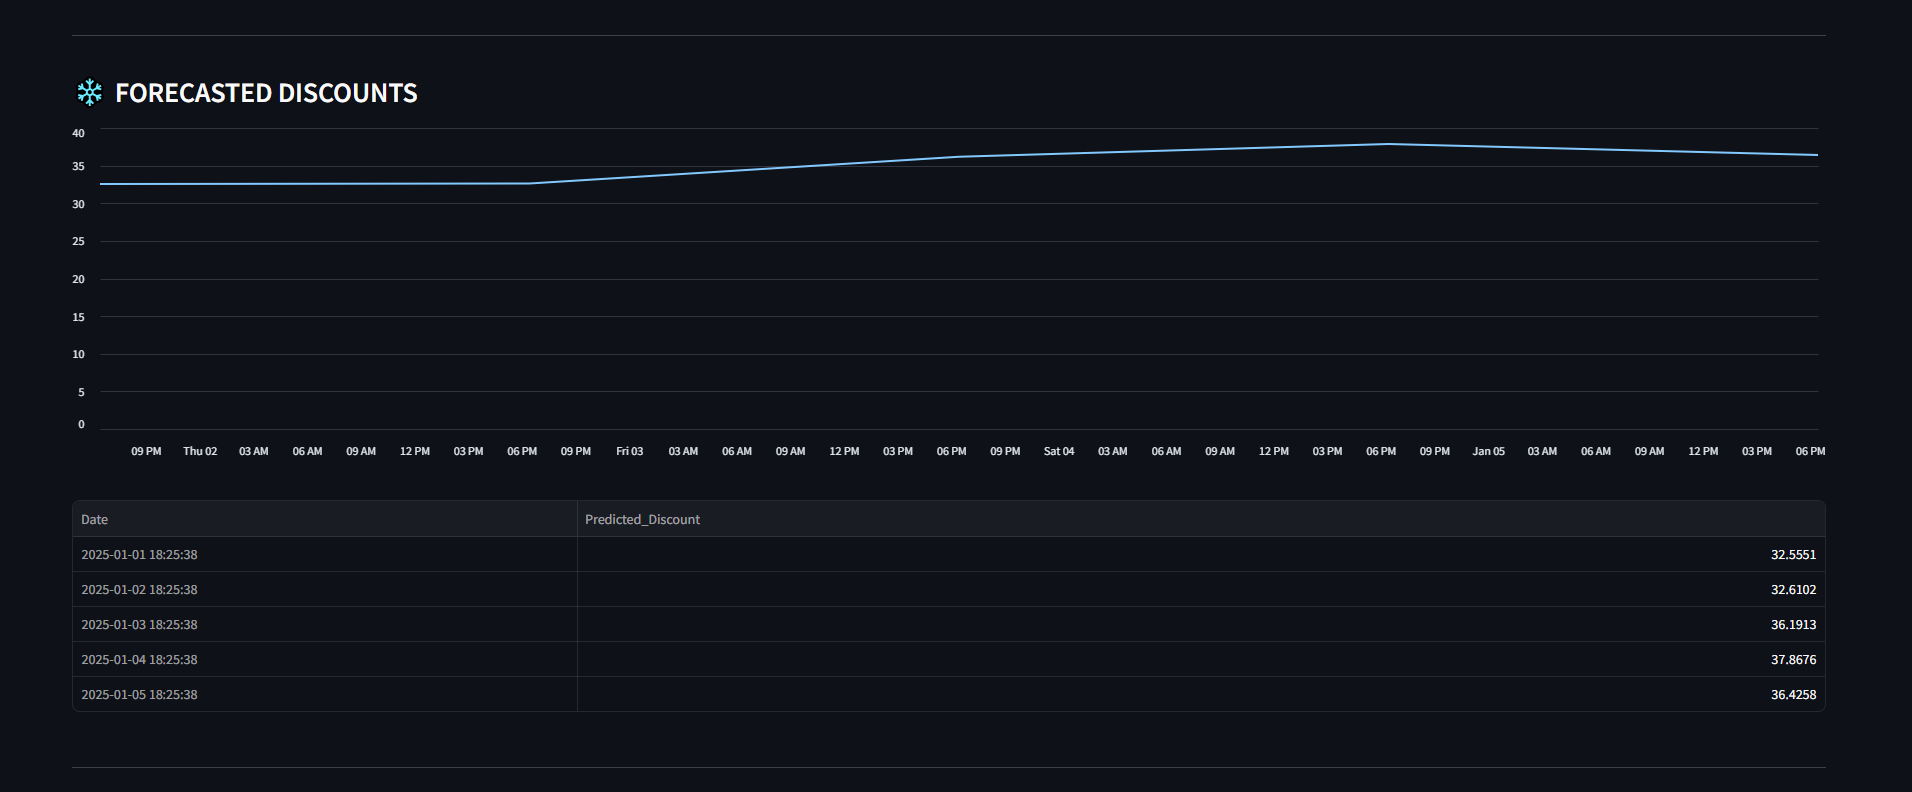 FORECASTED DISCOUNTS
40
35
30
25
20
15
10
5
0
09 PM Thu 02 03 AM 06 AM 09 AM 12 PM 03 PM 06 PM 09 PM Fri 03 03 AM 06 AM 09 AM 12 PM 03 PM 06 PM 09 PM Sat 04 03 AM 06 AM 09 AM 12 PM 03 PM 06 PM 09 PM Jan 05 03 AM 06 AM 09 AM 12 PM 03 PM 06 PM
Date Predicted_Discount
2025-01-01 18:25:38 32.5551
2025-01-02 18:25:38 32.6102
2025-01-03 18:25:38 36.1913
2025-01-04 18:25:38 37.8676
2025-01-05 18:25:38 36.4258